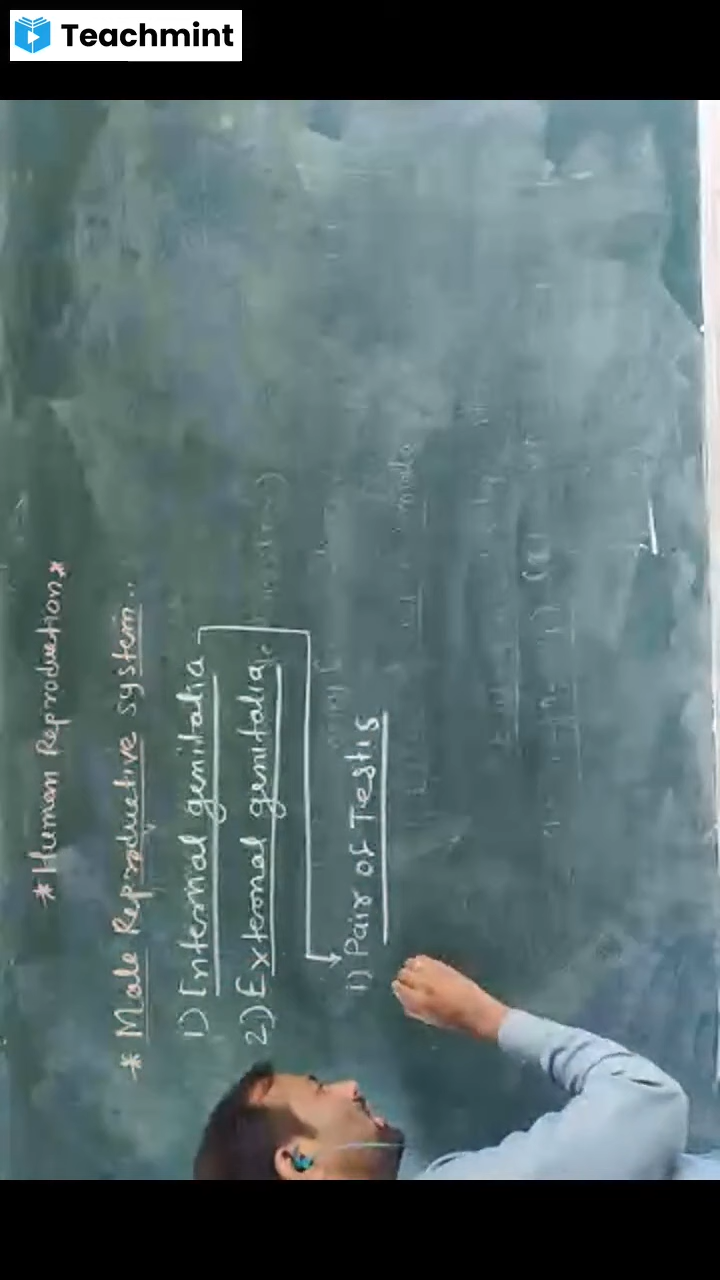 Teachmint
* Human Reproduction *
* Male Reproductive system..
1) Internal genitalia
2) External genitalia
i) Pair of Testis